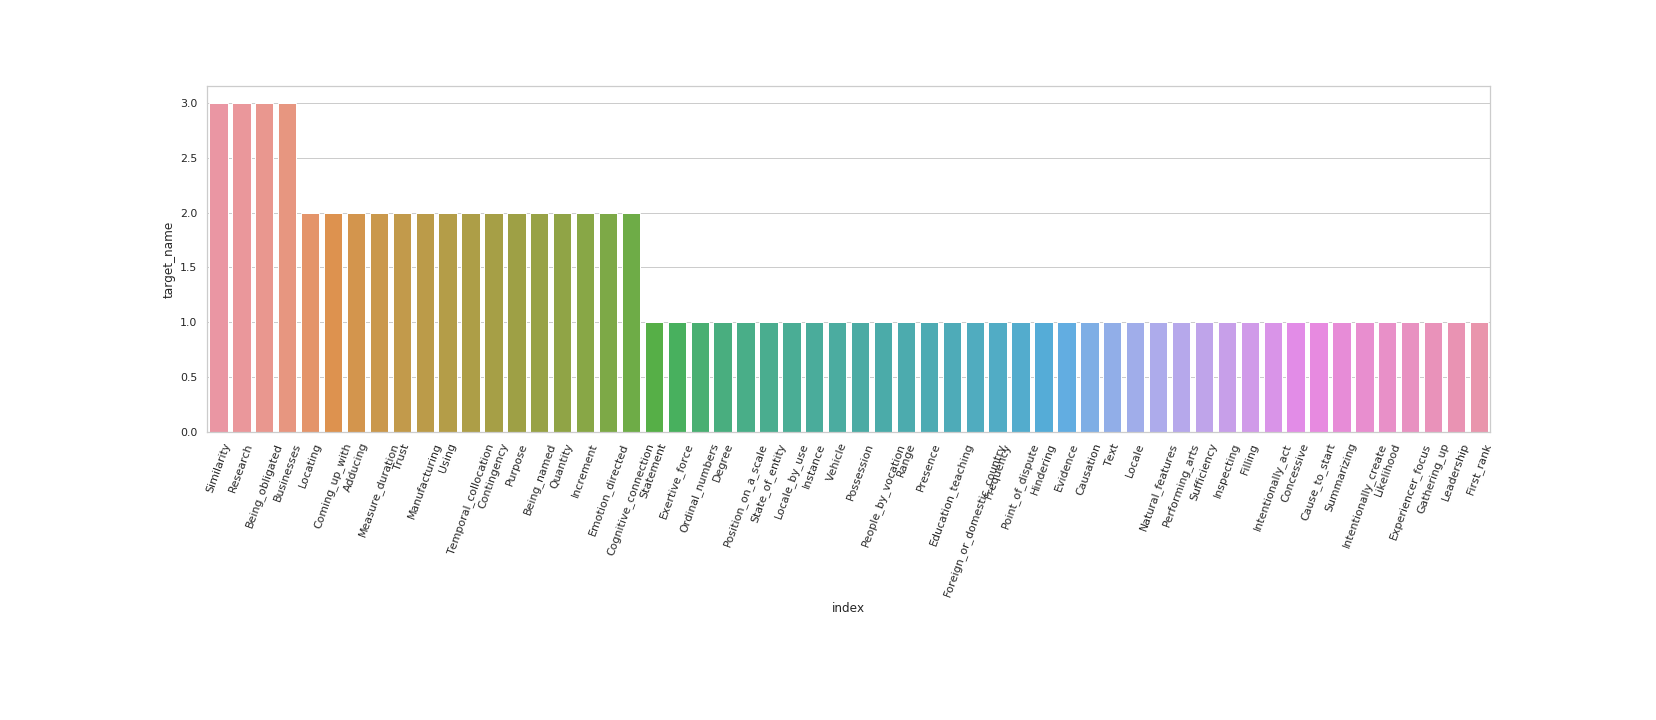 3.0
2.5
2.0
1.5
1.0
0.5
0.0
target_name
Similarity
Research
Being_obligated
Businesses
Locating
Coming_up_with
Adducing
Measure_duration
Trust
Manufacturing
Using
Temporal_collocation
Contingency
Purpose
Being_named
Quantity
Increment
Emotion_directed
Cognitive_connection
Statement
Exertive_force
Ordinal_numbers
Degree
Position_on_a_scale
State_of_entity
Locale_by_use
Instance
Vehicle
Possession
People_by_vocation
Range
Presence
Education_teaching
Foreign_or_domestic_country
Frequency
Point_of_dispute
Hindering
Evidence
Causation
Text
Locale
Natural_features
Performing_arts
Sufficiency
Inspecting
Filling
Intentionally_act
Concessive
Cause_to_start
Summarizing
Intentionally_create
Likelihood
Experiencer_focus
Gathering_up
Leadership
First_rank
index